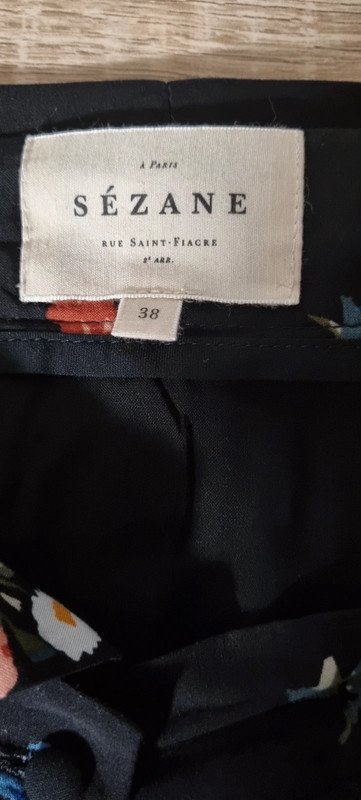 À PARIS
SÉZANE
RUE SAINT-FIACRE
2ᴱ ARR.
38